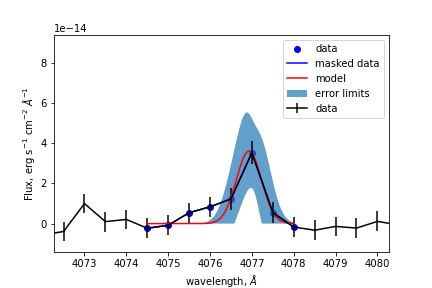 1e−14
data
masked data
model
error limits
data
8
6
4
2
0
Flux, erg s⁻¹ cm⁻² Å⁻¹
4073 4074 4075 4076 4077 4078 4079 4080
wavelength, Å